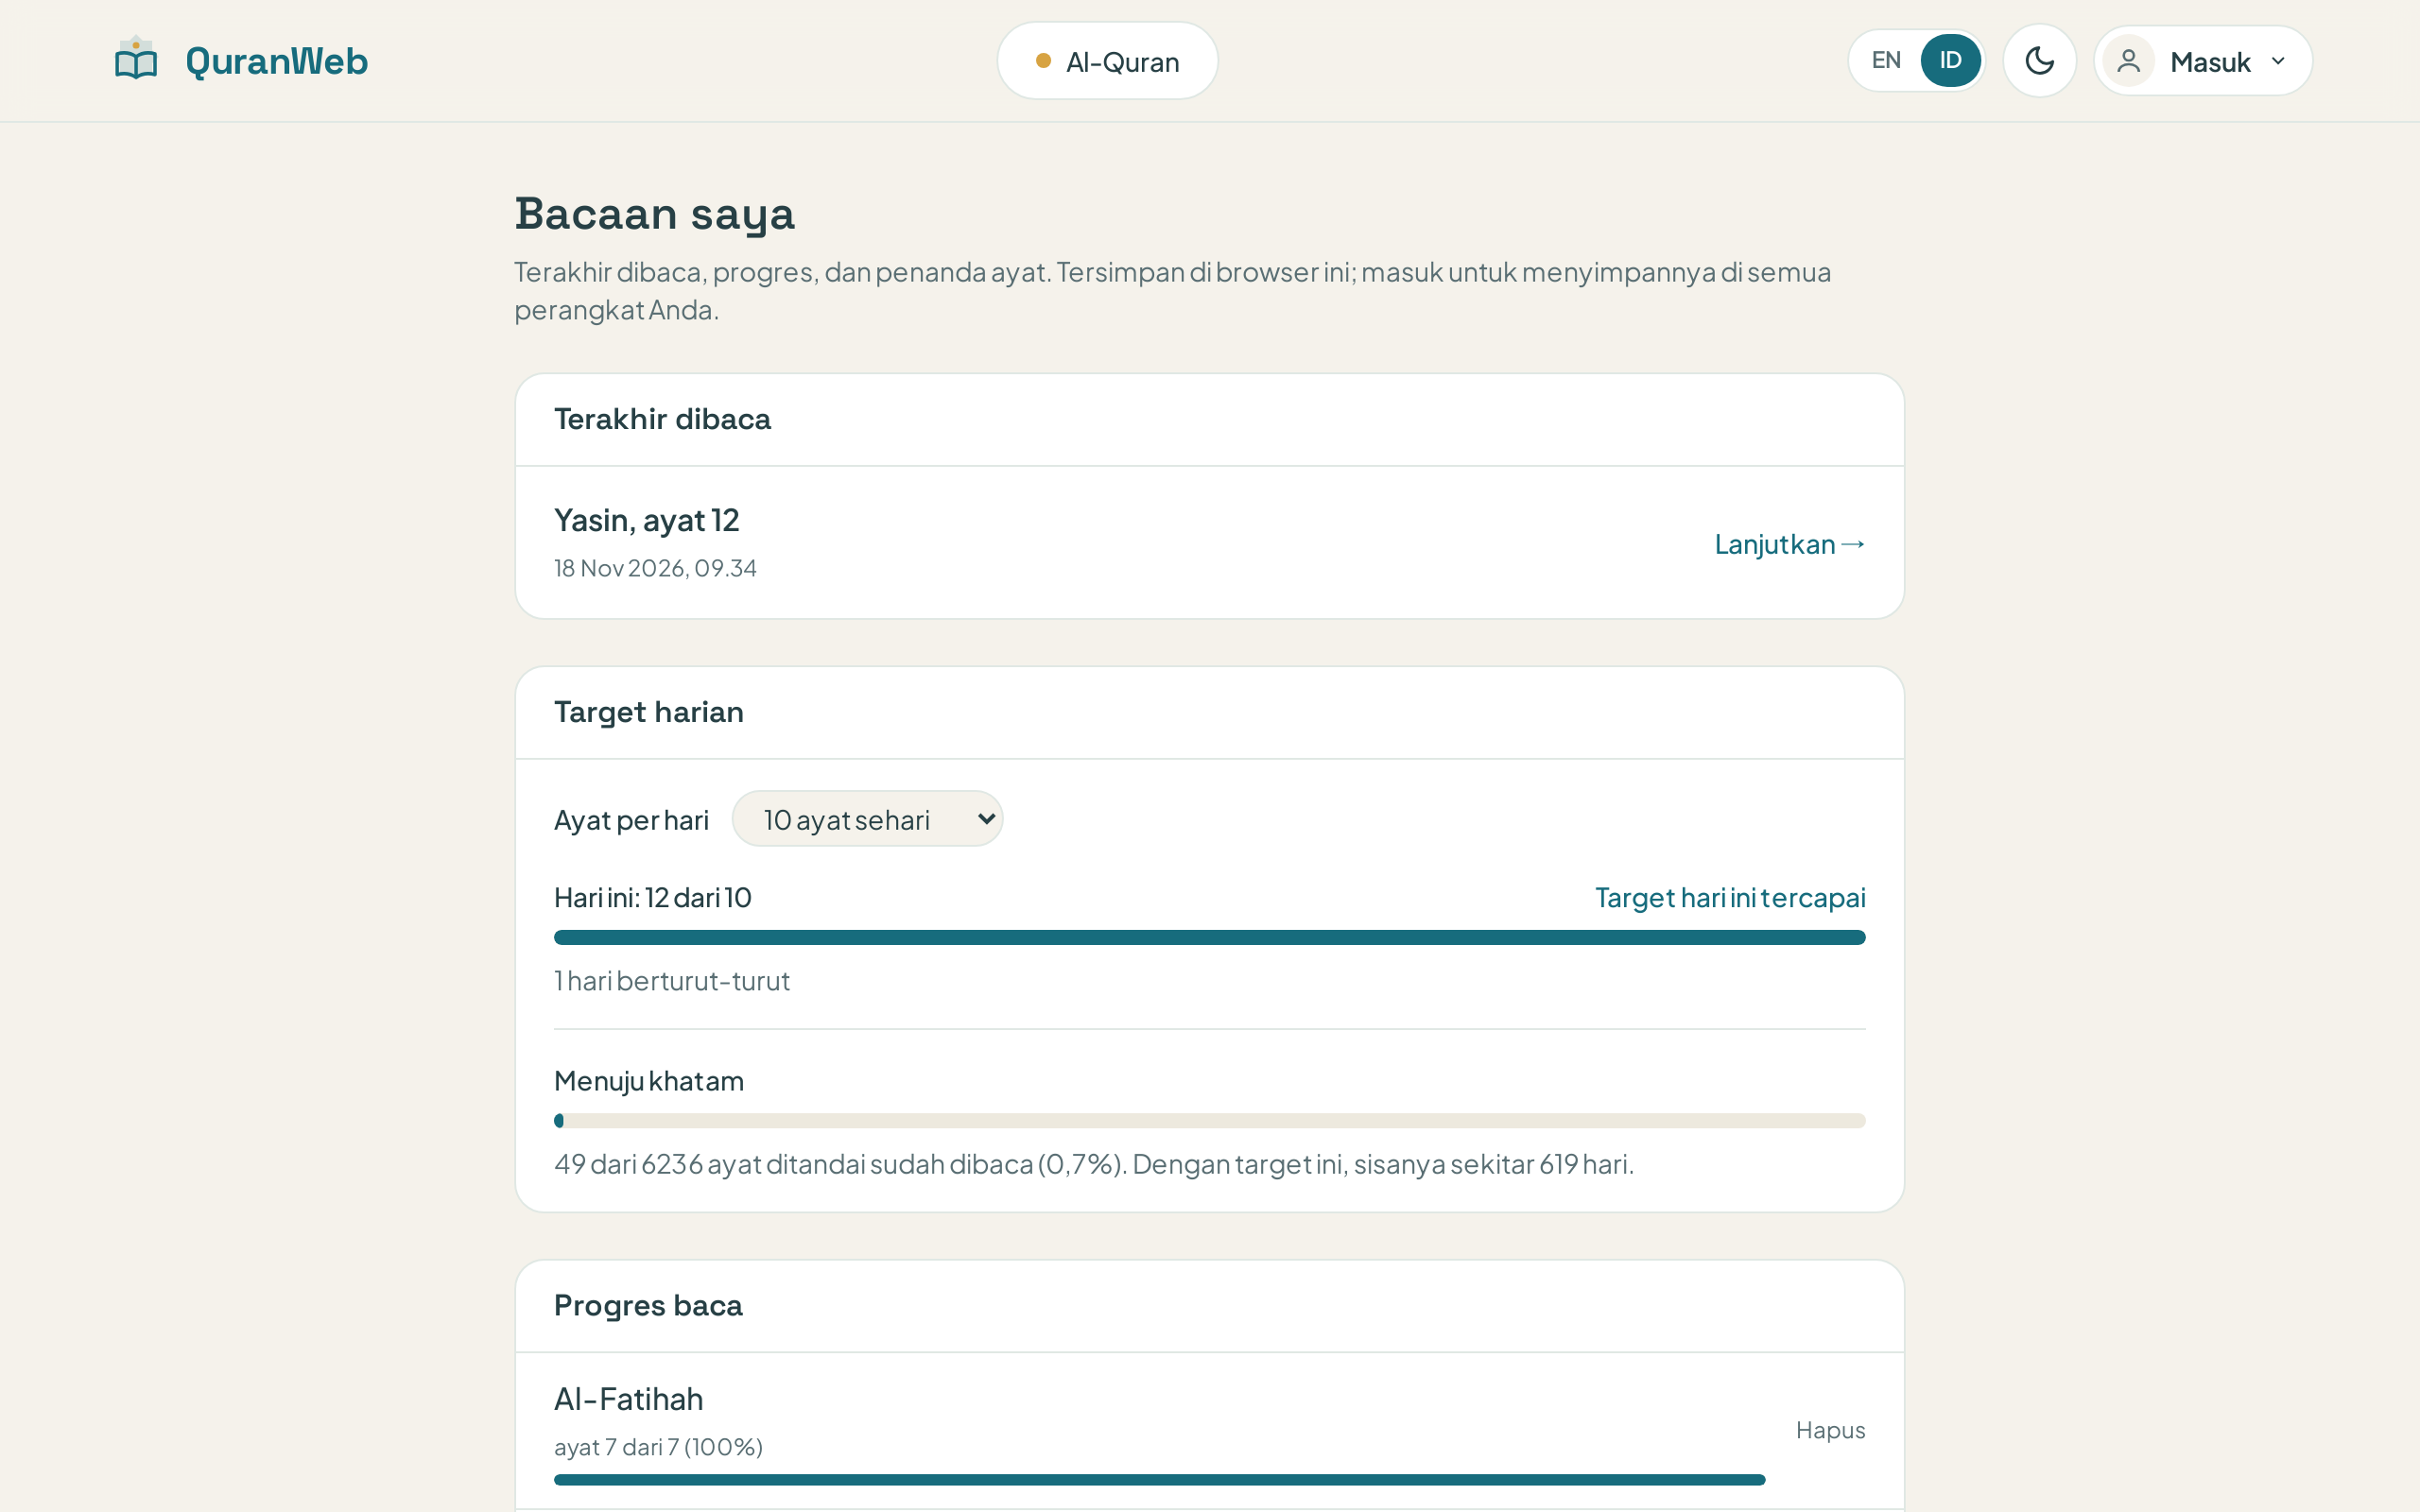 QuranWeb
Al-Quran
EN
ID
Masuk
Bacaan saya
Terakhir dibaca, progres, dan penanda ayat. Tersimpan di browser ini; masuk untuk menyimpannya di semua
perangkat Anda.
Terakhir dibaca
Yasin, ayat 12
18 Nov 2026, 09.34
Lanjutkan →
Target harian
Ayat per hari
10 ayat sehari
Hari ini: 12 dari 10
Target hari ini tercapai
1 hari berturut-turut
Menuju khatam
49 dari 6236 ayat ditandai sudah dibaca (0,7%). Dengan target ini, sisanya sekitar 619 hari.
Progres baca
Al-Fatihah
ayat 7 dari 7 (100%)
Hapus